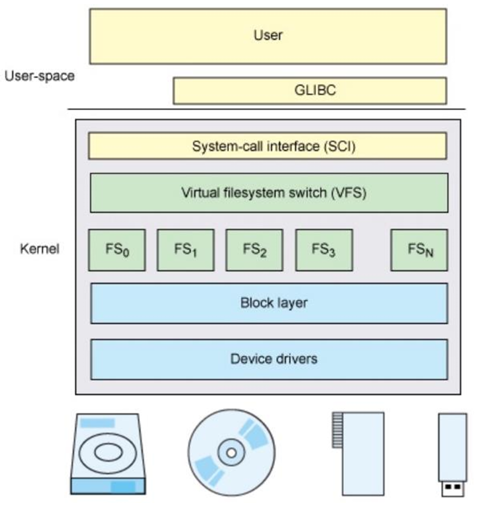 User
User-space
GLIBC
System-call interface (SCI)
Virtual filesystem switch (VFS)
Kernel
FS0 FS1 FS2 FS3 FSN
Block layer
Device drivers